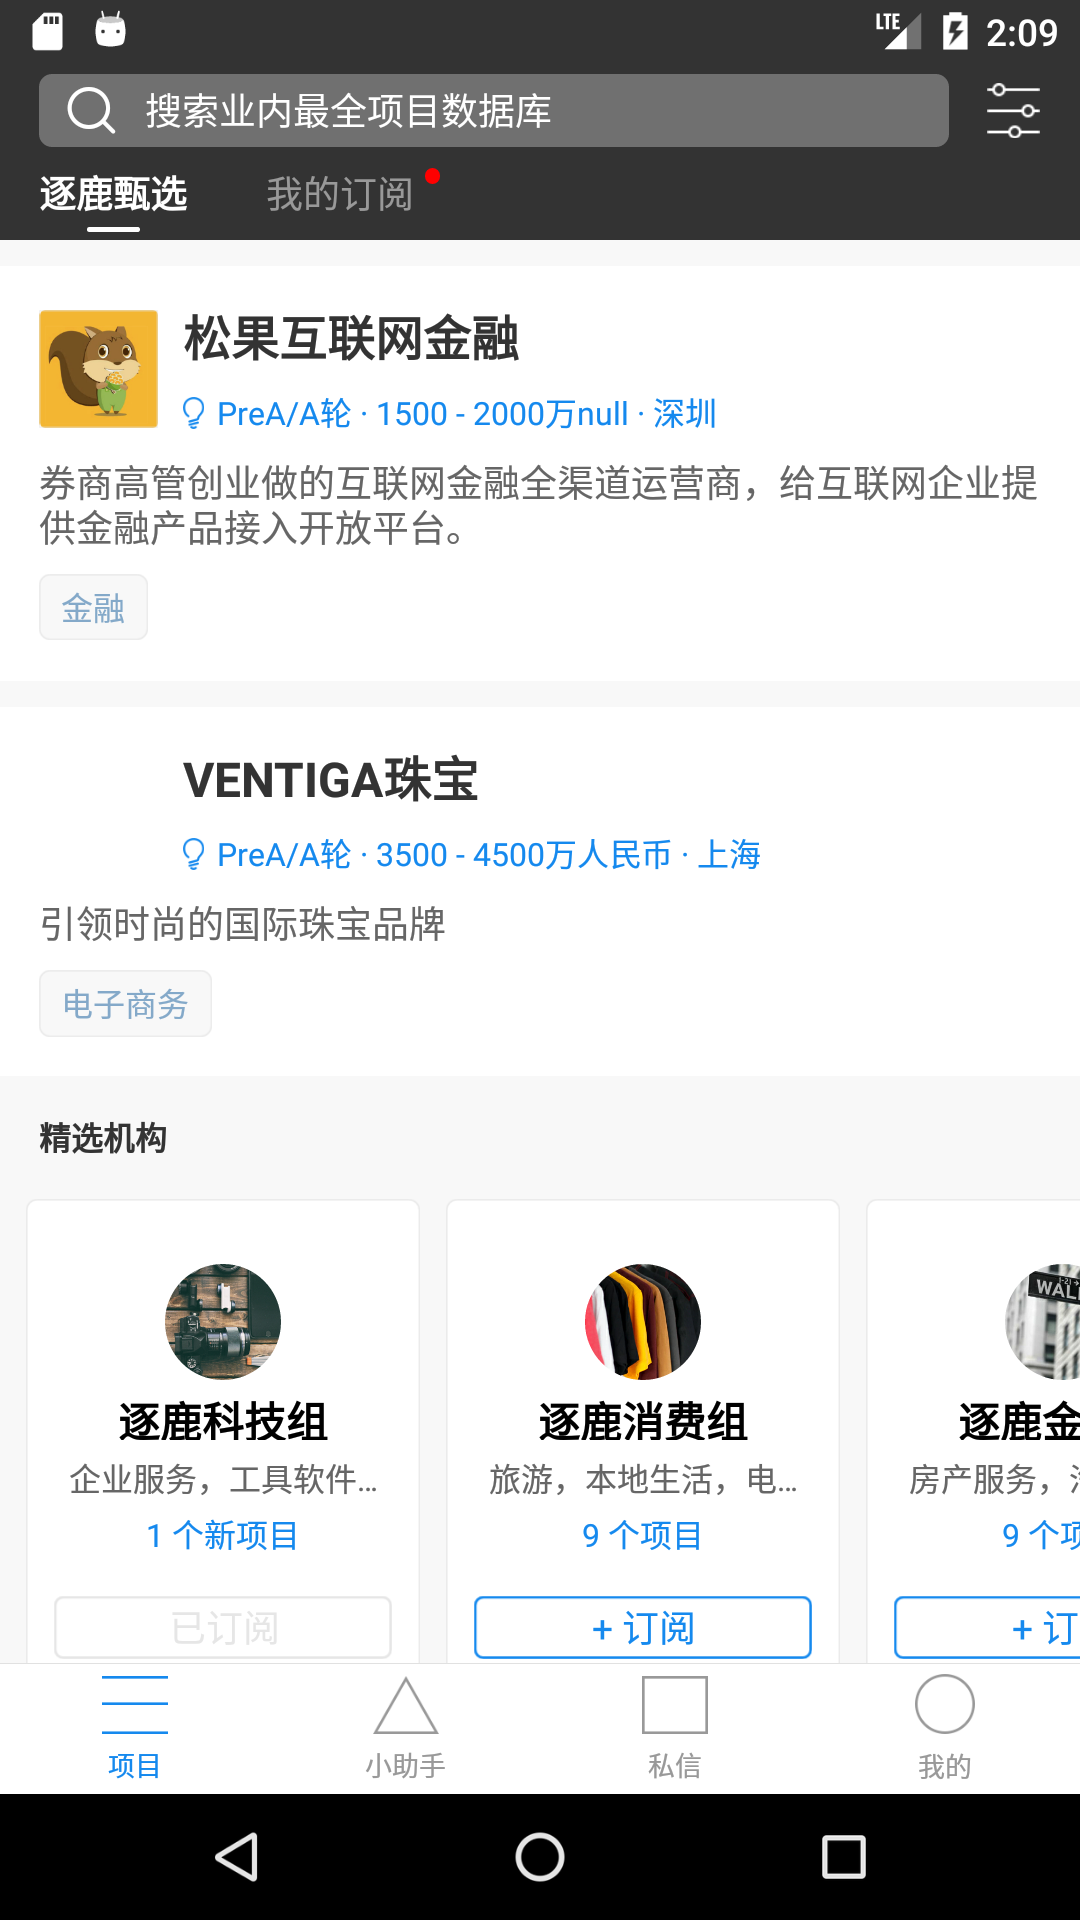 LTE 2:09
搜索业内最全项目数据库
逐鹿甄选 我的订阅
松果互联网金融
PreA/A轮 · 1500 - 2000万null · 深圳
券商高管创业做的互联网金融全渠道运营商，给互联网企业提
供金融产品接入开放平台。
金融
VENTIGA珠宝
PreA/A轮 · 3500 - 4500万人民币 · 上海
引领时尚的国际珠宝品牌
电子商务
精选机构
逐鹿科技组
企业服务，工具软件...
1 个新项目
已订阅
逐鹿消费组
旅游，本地生活，电...
9 个项目
+ 订阅
WAL
逐鹿金
房产服务，
9 个项
+ 订
项目 小助手 私信 我的